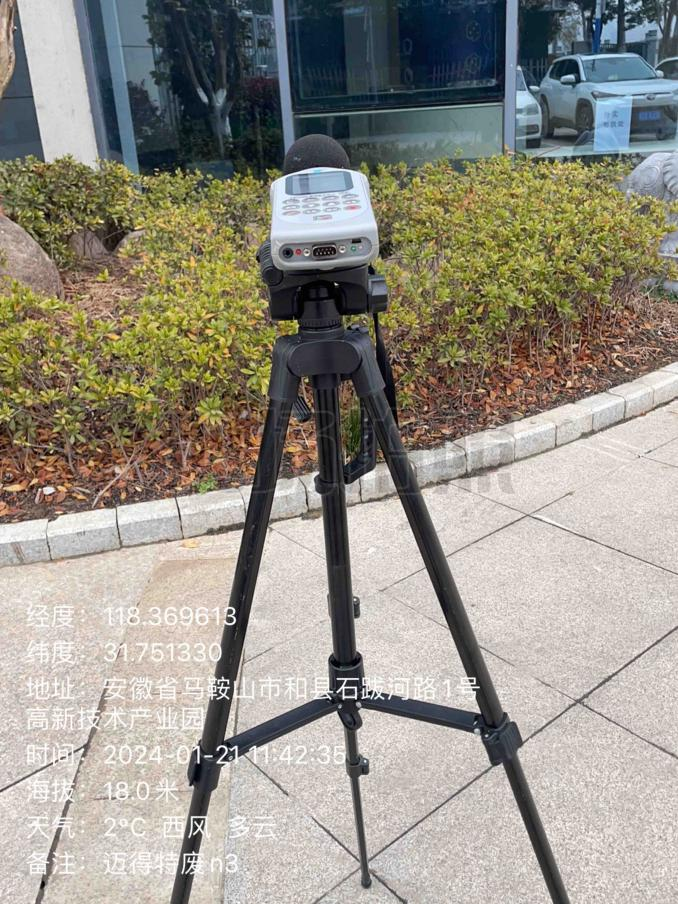 经度：118.369613
纬度：31.751330
地址：安徽省马鞍山市和县石跋河路1号
高新技术产业园
时间：2024-01-21 11:42:35
海拔：18.0米
天气：2°C 西风 多云
备注：迈得特废n3